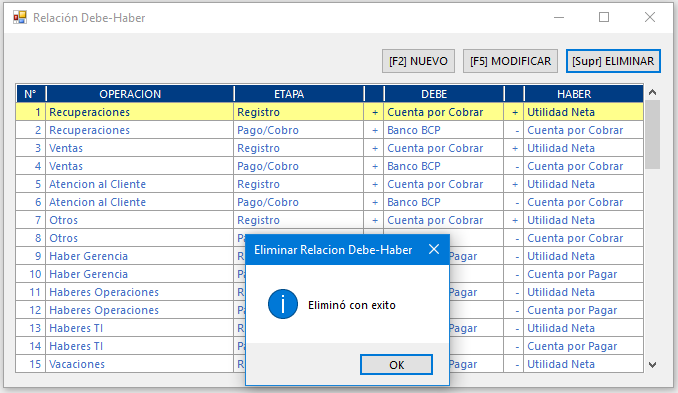 Relación Debe-Haber
[F2] NUEVO [F5] MODIFICAR [Supr] ELIMINAR
N° OPERACION ETAPA DEBE HABER
1 Recuperaciones Registro + Cuenta por Cobrar + Utilidad Neta
2 Recuperaciones Pago/Cobro + Banco BCP - Cuenta por Cobrar
3 Ventas Registro + Cuenta por Cobrar + Utilidad Neta
4 Ventas Pago/Cobro + Banco BCP - Cuenta por Cobrar
5 Atencion al Cliente Registro + Cuenta por Cobrar + Utilidad Neta
6 Atencion al Cliente Pago/Cobro + Banco BCP - Cuenta por Cobrar
7 Otros Registro + Cuenta por Cobrar + Utilidad Neta
8 Otros - Cuenta por Cobrar
9 Haber Gerencia Pagar - Utilidad Neta
10 Haber Gerencia - Cuenta por Pagar
11 Haberes Operaciones Pagar - Utilidad Neta
12 Haberes Operaciones - Cuenta por Pagar
13 Haberes TI Pagar - Utilidad Neta
14 Haberes TI - Cuenta por Pagar
15 Vacaciones Pagar - Utilidad Neta
Eliminar Relacion Debe-Haber
Eliminó con exito
OK